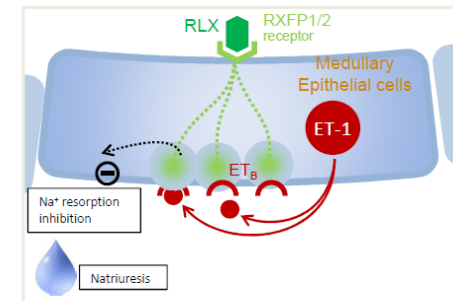 RLX
RXFP1/2
receptor
Medullary
Epithelial cells
ET-1
ETB
Na⁺ resorption
inhibition
Natriuresis